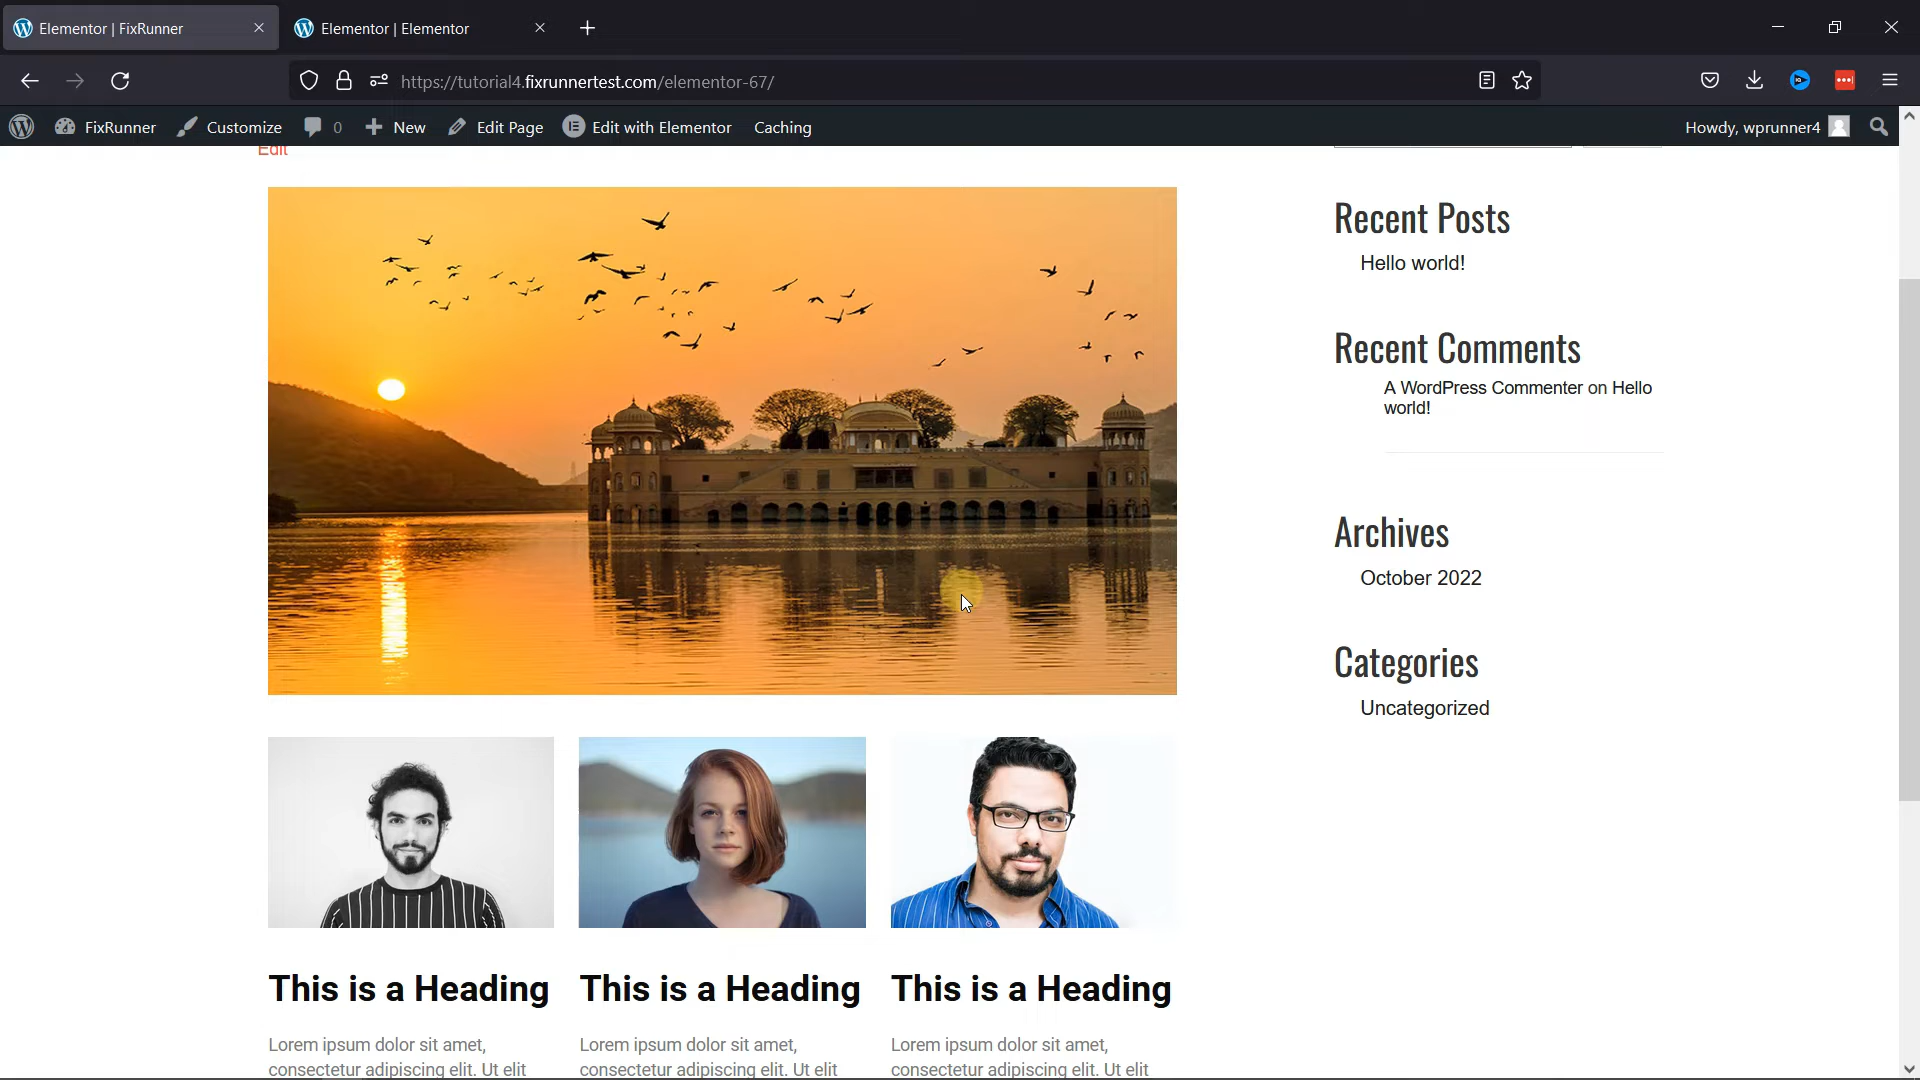 Elementor | FixRunner
Elementor | Elementor
https://tutorial4.fixrunnertest.com/elementor-67/
FixRunner
Customize
0
New
Edit Page
Edit with Elementor
Caching
Howdy, wprunner4
Edit
Recent Posts
Hello world!
Recent Comments
A WordPress Commenter on Hello
world!
Archives
October 2022
Categories
Uncategorized
This is a Heading
Lorem ipsum dolor sit amet,
consectetur adipiscing elit. Ut elit
This is a Heading
Lorem ipsum dolor sit amet,
consectetur adipiscing elit. Ut elit
This is a Heading
Lorem ipsum dolor sit amet,
consectetur adipiscing elit. Ut elit